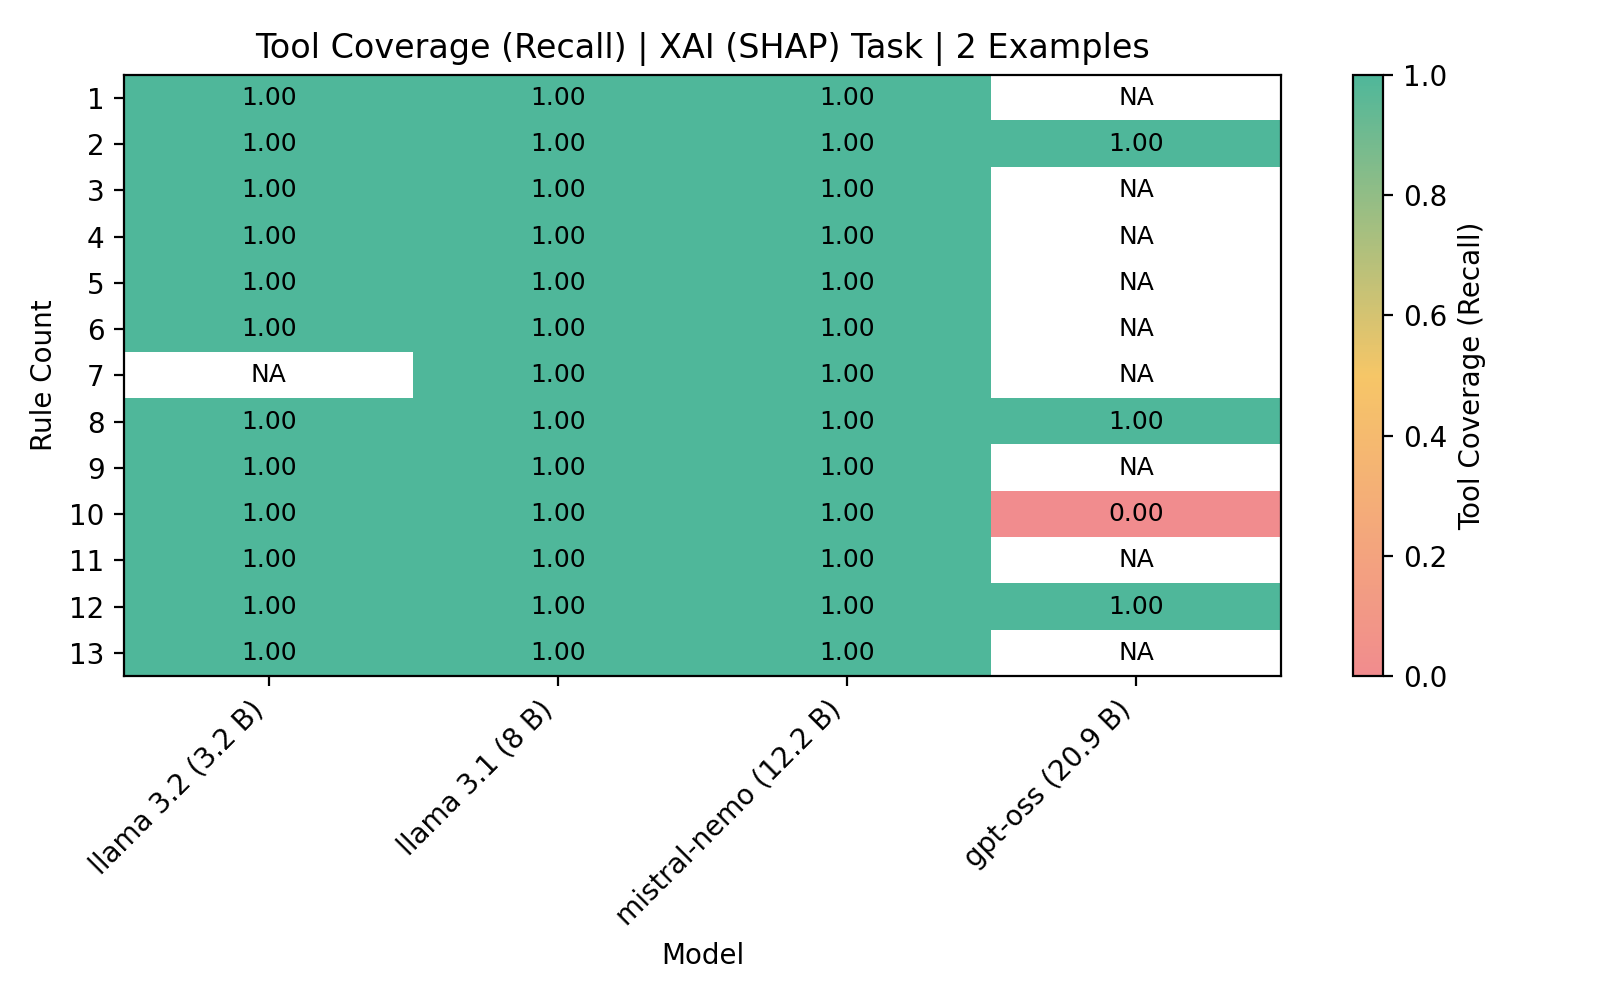 Tool Coverage (Recall) | XAI (SHAP) Task | 2 Examples
1 1.00 1.00 1.00 NA
2 1.00 1.00 1.00 1.00
3 1.00 1.00 1.00 NA
4 1.00 1.00 1.00 NA
5 1.00 1.00 1.00 NA
6 1.00 1.00 1.00 NA
7 NA 1.00 1.00 NA
8 1.00 1.00 1.00 1.00
9 1.00 1.00 1.00 NA
10 1.00 1.00 1.00 0.00
11 1.00 1.00 1.00 NA
12 1.00 1.00 1.00 1.00
13 1.00 1.00 1.00 NA
Rule Count
llama 3.2 (3.2 B)
llama 3.1 (8 B)
mistral-nemo (12.2 B)
gpt-oss (20.9 B)
Model
1.0
0.8
0.6
0.4
0.2
0.0
Tool Coverage (Recall)